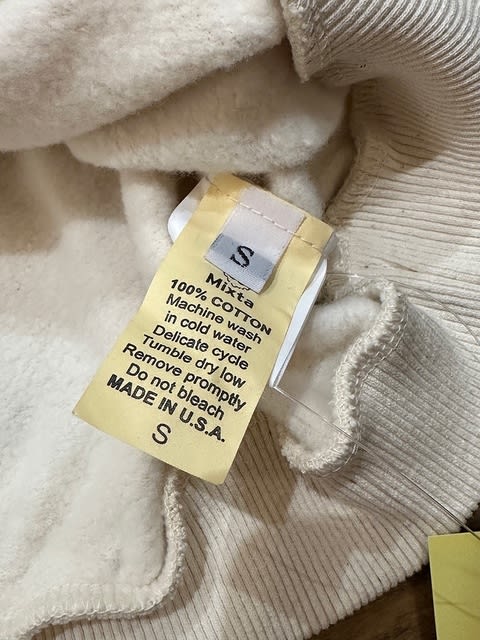 S
Mixta
100% COTTON
Machine wash
in cold water
Delicate cycle
Tumble dry low
Remove promptly
Do not bleach
MADE IN U.S.A.
S